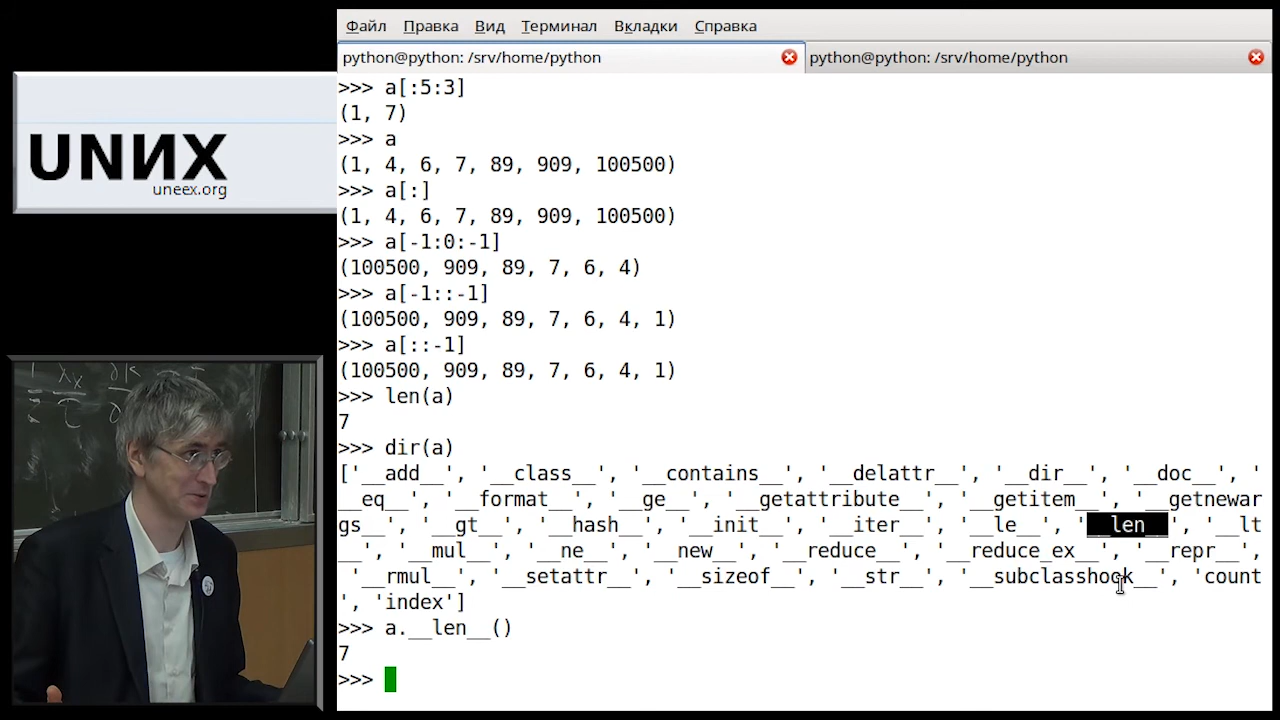 Файл Правка Вид Терминал Вкладки Справка
python@python: /srv/home/python python@python: /srv/home/python
UNИX
uneex.org
>>> a[:5:3]
(1, 7)
>>> a
(1, 4, 6, 7, 89, 909, 100500)
>>> a[:]
(1, 4, 6, 7, 89, 909, 100500)
>>> a[-1:0:-1]
(100500, 909, 89, 7, 6, 4)
>>> a[-1::-1]
(100500, 909, 89, 7, 6, 4, 1)
>>> a[::-1]
(100500, 909, 89, 7, 6, 4, 1)
>>> len(a)
7
>>> dir(a)
['__add__', '__class__', '__contains__', '__delattr__', '__dir__', '__doc__', '
__eq__', '__format__', '__ge__', '__getattribute__', '__getitem__', '__getnewar
gs__', '__gt__', '__hash__', '__init__', '__iter__', '__le__', '__len__', '__lt
__', '__mul__', '__ne__', '__new__', '__reduce__', '__reduce_ex__', '__repr__',
'__rmul__', '__setattr__', '__sizeof__', '__str__', '__subclasshook__', 'count
', 'index']
>>> a.__len__()
7
>>>